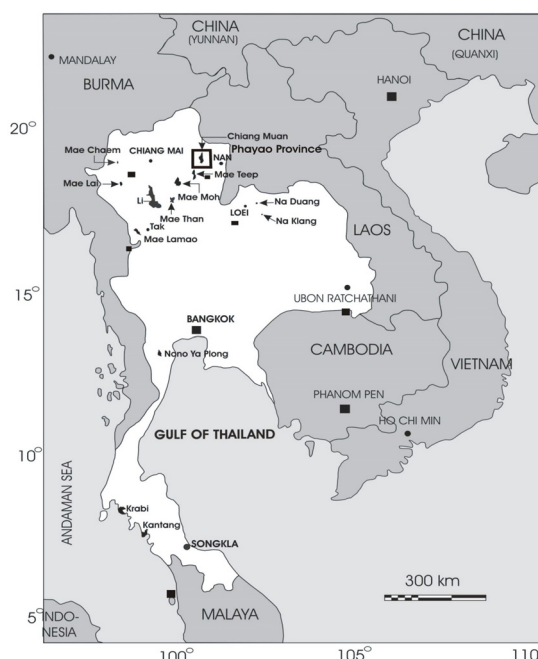 CHINA
(YUNNAN)
CHINA
(QUANXI)
MANDALAY
BURMA
HANOI
20°
Chiang Muan
Phayao Province
Mae Chaem
CHIANG MAI
NAN
Mae Teep
Mae Lai
Mae Moh
Li
Mae Than
Na Duang
LOEI
Na Klang
LAOS
Tak
Mae Lamao
15°
UBON RATCHATHANI
BANGKOK
CAMBODIA
VIETNAM
Nong Ya Plong
PHANOM PEN
HO CHI MIN
GULF OF THAILAND
10°
ANDAMAN SEA
Krabi
Kantang
SONGKLA
300 km
5°
INDO-
NESIA
MALAYA
100°
105°
110